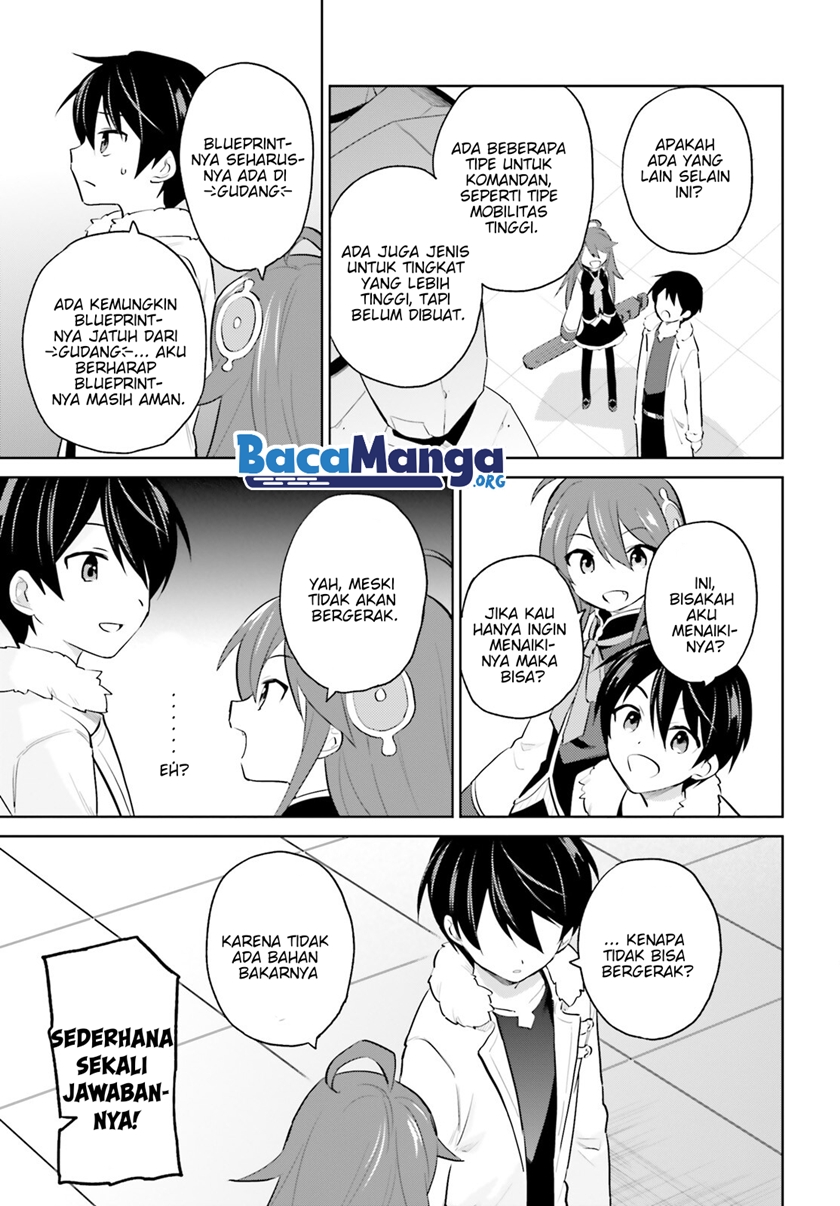 APAKAH
ADA YANG
LAIN SELAIN
INI?
ADA BEBERAPA
TIPE UNTUK
KOMANDAN,
SEPERTI TIPE
MOBILITAS
TINGGI.
ADA JUGA JENIS
UNTUK TINGKAT
YANG LEBIH
TINGGI, TAPI
BELUM DIBUAT.
BLUEPRINT-
NYA SEHARUS-
NYA ADA DI
GUDANG
ADA KEMUNGKIN
BLUEPRINT-
NYA JATUH DARI
GUDANG... AKU
BERHARAP
BLUEPRINT-
NYA MASIH AMAN.
BacaManga
.ORG
INI,
BISAKAH
AKU
MENAIKI-
NYA?
JIKA KAU
HANYA INGIN
MENAIKI-
NYA MAKA
BISA?
YAH, MESKI
TIDAK AKAN
BERGERAK.
......
EH?
... KENAPA
TIDAK BISA
BERGERAK?
KARENA TIDAK
ADA BAHAN
BAKARNYA
SEDERHANA
SEKALI
JAWABAN-
NYA!